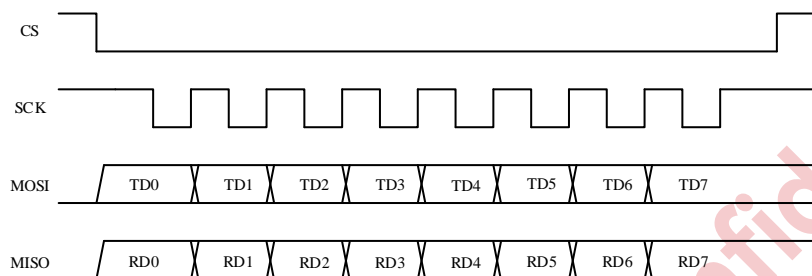 CS
SCK
MOSI TD0 TD1 TD2 TD3 TD4 TD5 TD6 TD7
MISO RD0 RD1 RD2 RD3 RD4 RD5 RD6 RD7
nfid